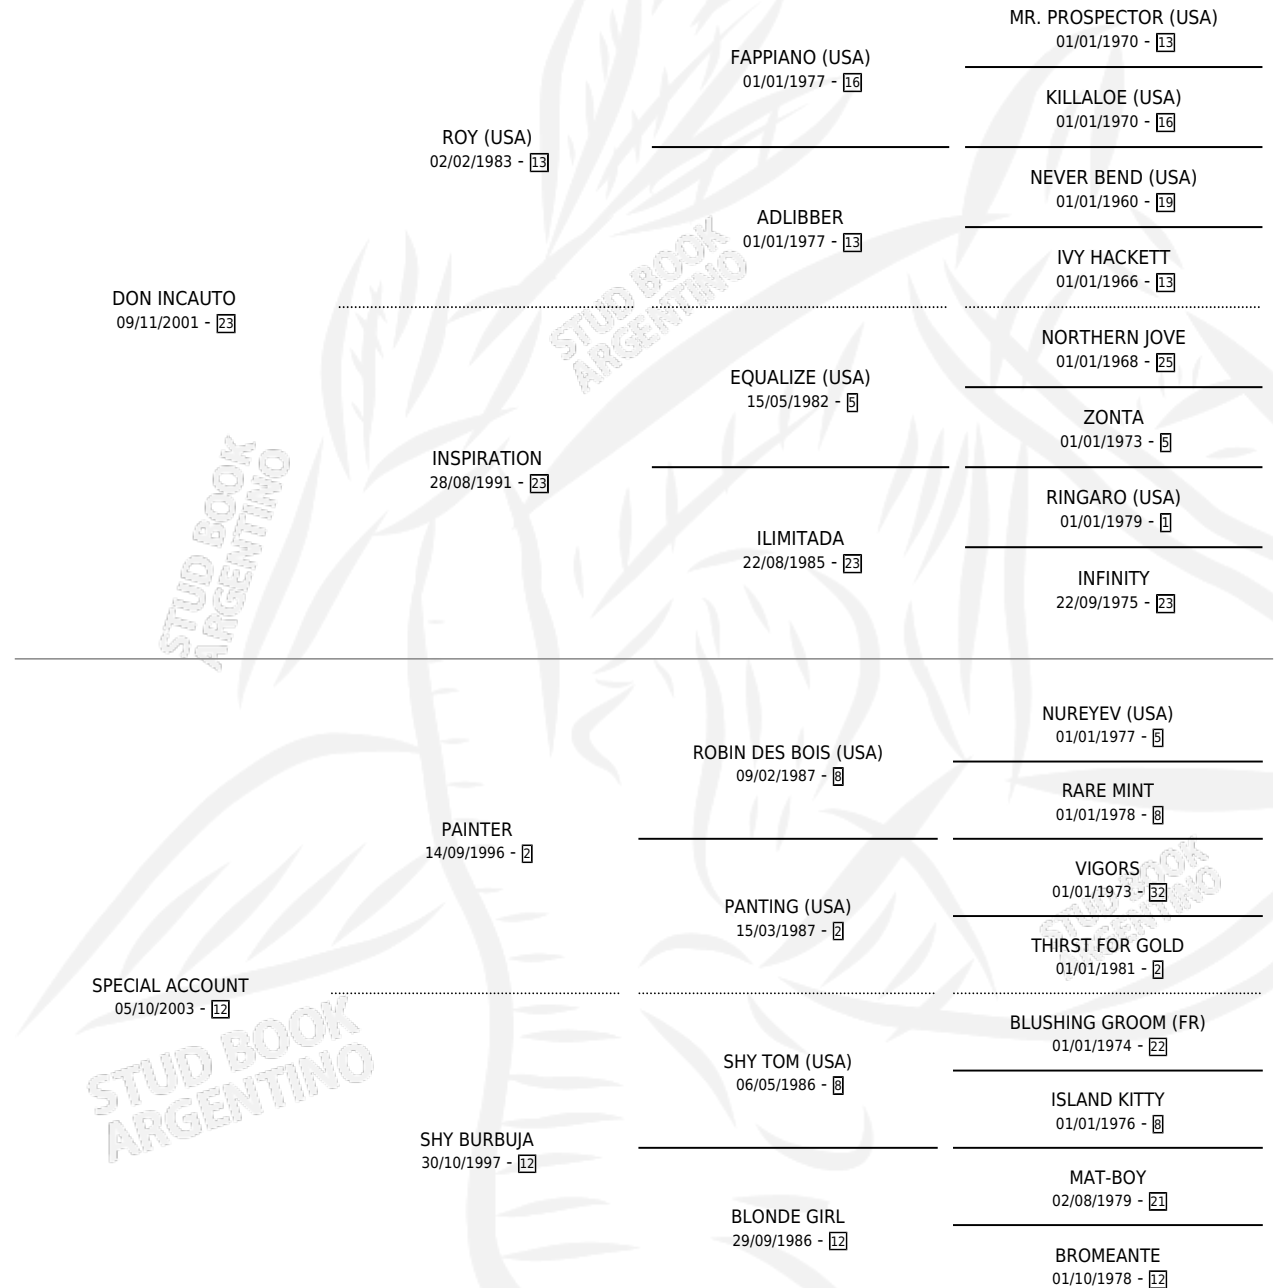 MR. PROSPECTOR (USA)
01/01/1970 - 13
FAPPIANO (USA)
01/01/1977 - 16
KILLALOE (USA)
01/01/1970 - 16
ROY (USA)
02/02/1983 - 13
NEVER BEND (USA)
01/01/1960 - 19
ADLIBBER
01/01/1977 - 13
IVY HACKETT
01/01/1966 - 13
DON INCAUTO
09/11/2001 - 23
NORTHERN JOVE
01/01/1968 - 25
EQUALIZE (USA)
15/05/1982 - 5
ZONTA
01/01/1973 - 5
INSPIRATION
28/08/1991 - 23
RINGARO (USA)
01/01/1979 - 1
ILIMITADA
22/08/1985 - 23
INFINITY
22/09/1975 - 23
NUREYEV (USA)
01/01/1977 - 5
ROBIN DES BOIS (USA)
09/02/1987 - 8
RARE MINT
01/01/1978 - 8
PAINTER
14/09/1996 - 2
VIGORS
01/01/1973 - 32
PANTING (USA)
15/03/1987 - 2
THIRST FOR GOLD
01/01/1981 - 2
SPECIAL ACCOUNT
05/10/2003 - 12
BLUSHING GROOM (FR)
01/01/1974 - 22
SHY TOM (USA)
06/05/1986 - 8
ISLAND KITTY
01/01/1976 - 8
SHY BURBUJA
30/10/1997 - 12
MAT-BOY
02/08/1979 - 21
BLONDE GIRL
29/09/1986 - 12
BROMEANTE
01/10/1978 - 12
STUD BOOK
ARGENTINO
STUD BOOK
ARGENTINO
STUD BOOK
ARGENTINO
STUD BOOK
ARGENTINO